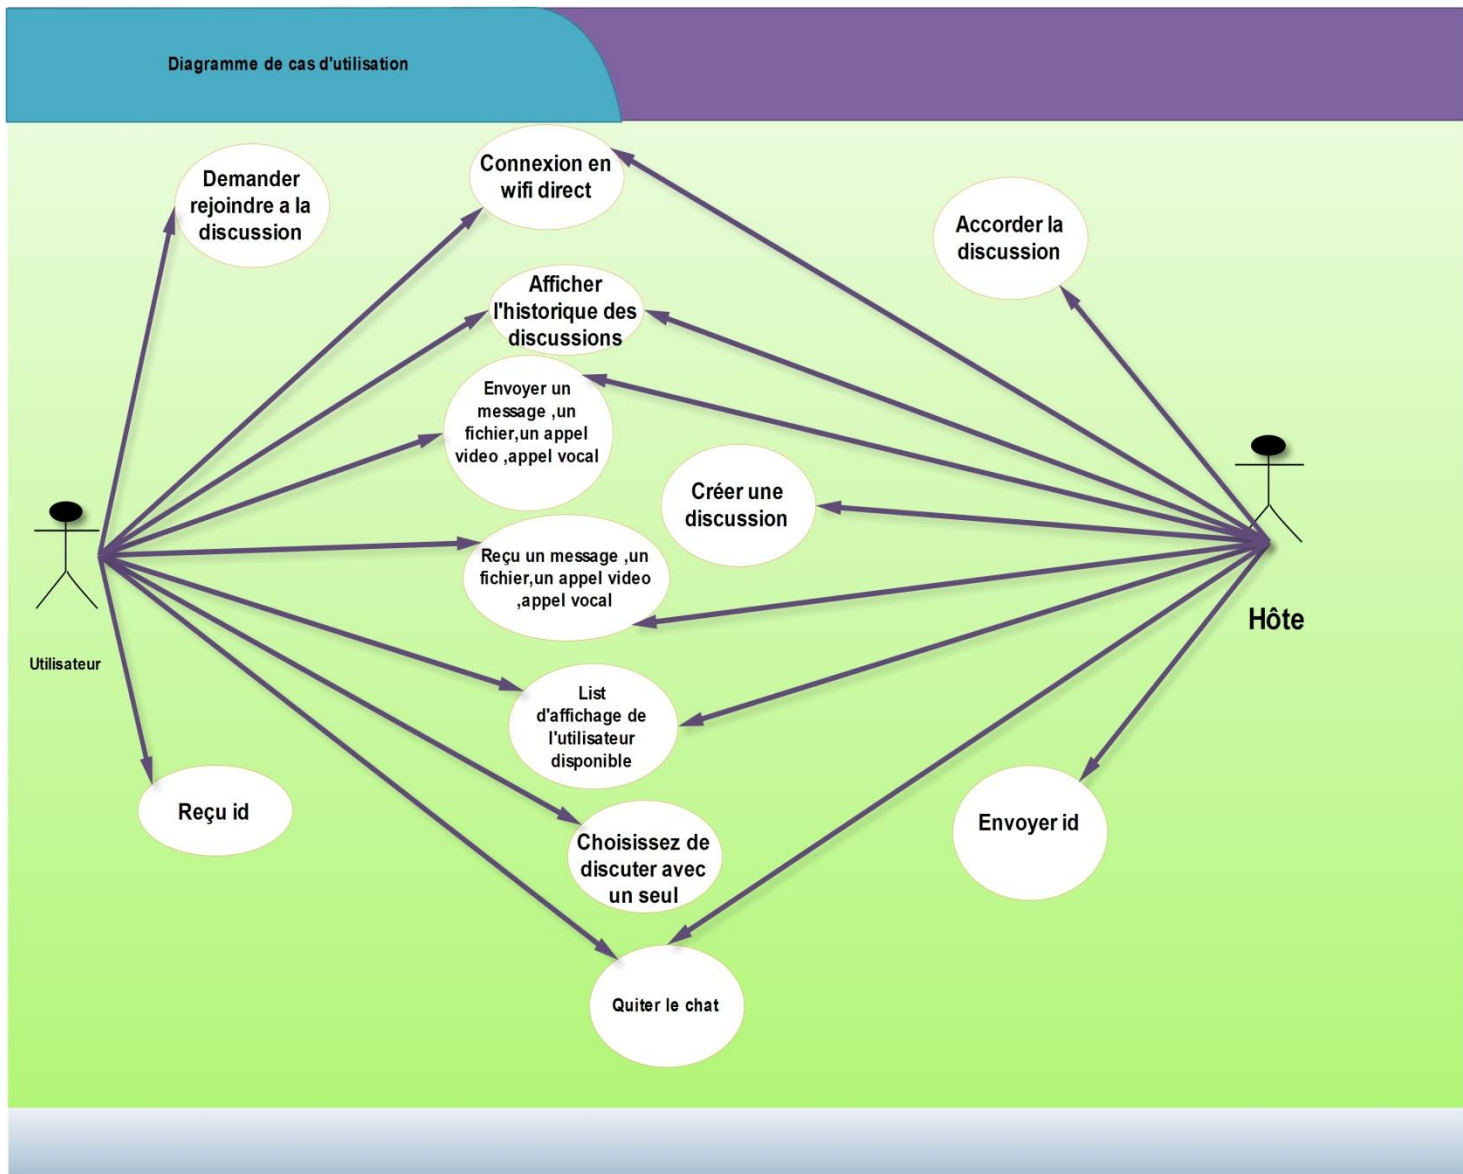 Diagramme de cas d'utilisation
Demander
rejoindre a la
discussion
Connexion en
wifi direct
Accorder la
discussion
Afficher
l'historique des
discussions
Envoyer un
message ,un
fichier,un appel
video ,appel vocal
Créer une
discussion
Reçu un message ,un
fichier,un appel video
,appel vocal
Hôte
Utilisateur
List
d'affichage de
l'utilisateur
disponible
Reçu id
Envoyer id
Choisissez de
discuter avec
un seul
Quiter le chat